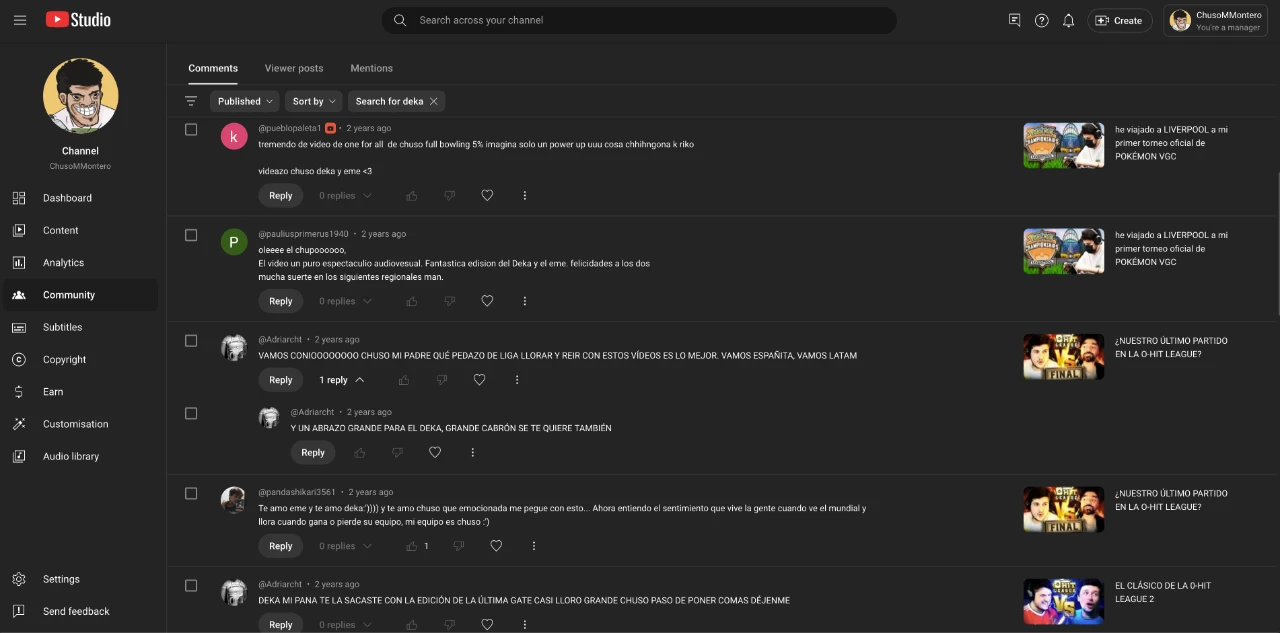 Studio
Search across your channel
Create
ChusoMMontero
You're a manager
Channel
ChusoMMontero
Dashboard
Content
Analytics
Community
Subtitles
Copyright
Earn
Customisation
Audio library
Settings
Send feedback
Comments Viewer posts Mentions
Published Sort by Search for deka
k
@pueblopaleta1 • 2 years ago
tremendo de video de one for all de chuso full bowling 5% imagina solo un power up uuu cosa chhihngona k riko
videazo chuso deka y eme <3
Reply 0 replies
he viajado a LIVERPOOL a mi
primer torneo oficial de
POKÉMON VGC
P
@pauliusprimerus1940 • 2 years ago
oleeee el chupoooooo,
El video un puro espectaculio audiovesual. Fantastica edision del Deka y el eme. felicidades a los dos
mucha suerte en los siguientes regionales man.
Reply 0 replies
he viajado a LIVERPOOL a mi
primer torneo oficial de
POKÉMON VGC
@Adriarcht • 2 years ago
VAMOS CONIOOOOOOOO CHUSO MI PADRE QUÉ PEDAZO DE LIGA LLORAR Y REIR CON ESTOS VÍDEOS ES LO MEJOR. VAMOS ESPAÑITA, VAMOS LATAM
Reply 1 reply
VS
FINAL
¿NUESTRO ÚLTIMO PARTIDO
EN LA O-HIT LEAGUE?
@Adriarcht • 2 years ago
Y UN ABRAZO GRANDE PARA EL DEKA, GRANDE CABRÓN SE TE QUIERE TAMBIÉN
Reply
@pandashikari3561 • 2 years ago
Te amo eme y te amo deka:')))) y te amo chuso que emocionada me pegue con esto... Ahora entiendo el sentimiento que vive la gente cuando ve el mundial y
llora cuando gana o pierde su equipo, mi equipo es chuso :')
Reply 0 replies 1
VS
FINAL
¿NUESTRO ÚLTIMO PARTIDO
EN LA O-HIT LEAGUE?
@Adriarcht • 2 years ago
DEKA MI PANA TE LA SACASTE CON LA EDICIÓN DE LA ÚLTIMA GATE CASI LLORO GRANDE CHUSO PASO DE PONER COMAS DÉJENME
Reply 0 replies
VS
EL CLÁSICO DE LA 0-HIT
LEAGUE 2